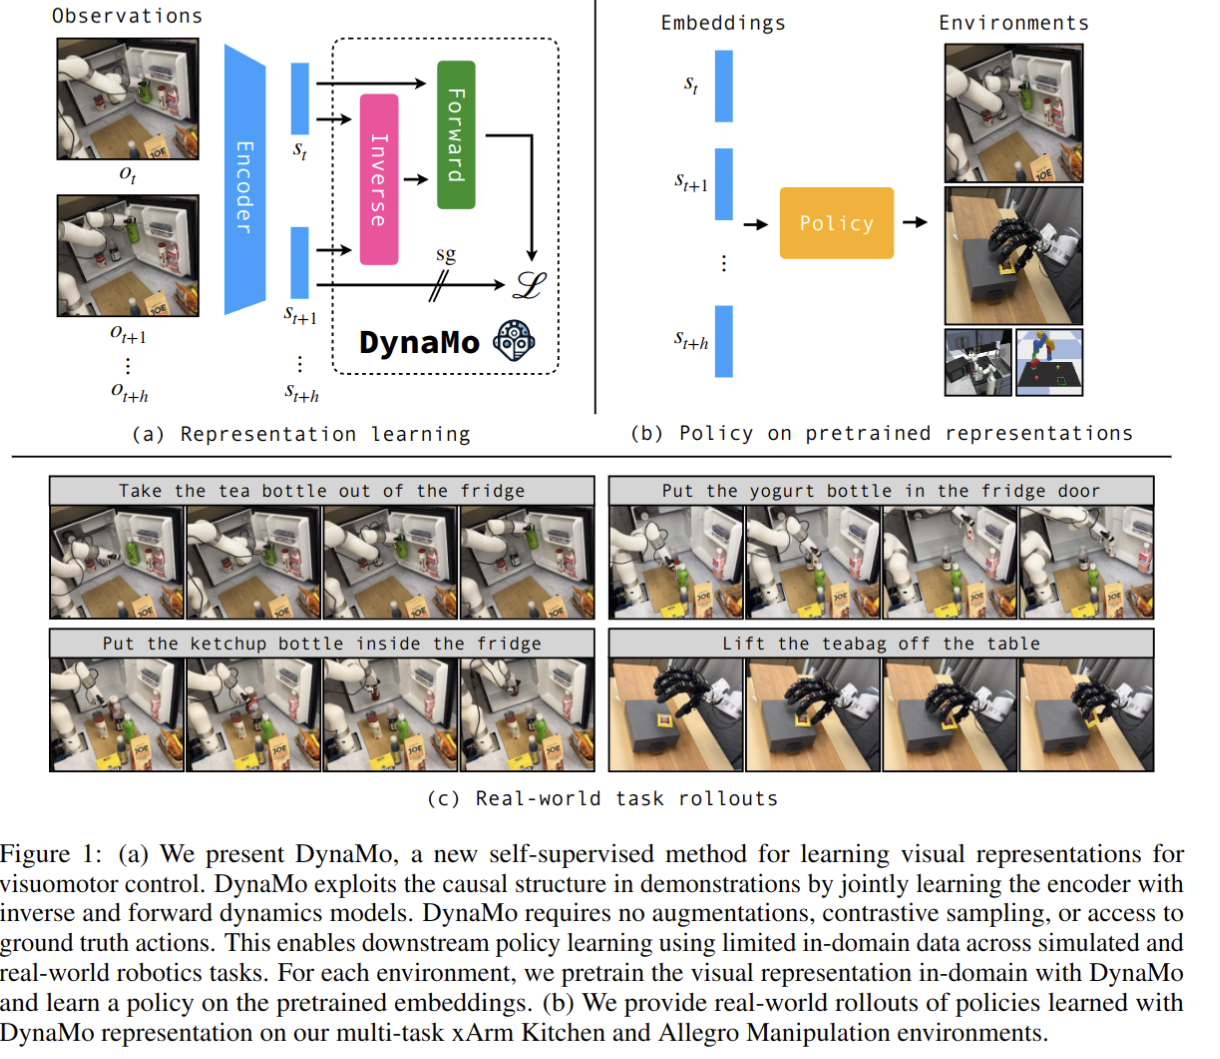 Observations
o_t
o_{t+1}
⋮
o_{t+h}
Encoder
s_t
s_{t+1}
⋮
s_{t+h}
Inverse
Forward
sg
ℒ
DynaMo
(a) Representation learning
Embeddings
s_t
s_{t+1}
⋮
s_{t+h}
Policy
Environments
(b) Policy on pretrained representations
Take the tea bottle out of the fridge
Put the yogurt bottle in the fridge door
Put the ketchup bottle inside the fridge
Lift the teabag off the table
(c) Real-world task rollouts
Figure 1: (a) We present DynaMo, a new self-supervised method for learning visual representations for
visuomotor control. DynaMo exploits the causal structure in demonstrations by jointly learning the encoder with
inverse and forward dynamics models. DynaMo requires no augmentations, contrastive sampling, or access to
ground truth actions. This enables downstream policy learning using limited in-domain data across simulated and
real-world robotics tasks. For each environment, we pretrain the visual representation in-domain with DynaMo
and learn a policy on the pretrained embeddings. (b) We provide real-world rollouts of policies learned with
DynaMo representation on our multi-task xArm Kitchen and Allegro Manipulation environments.